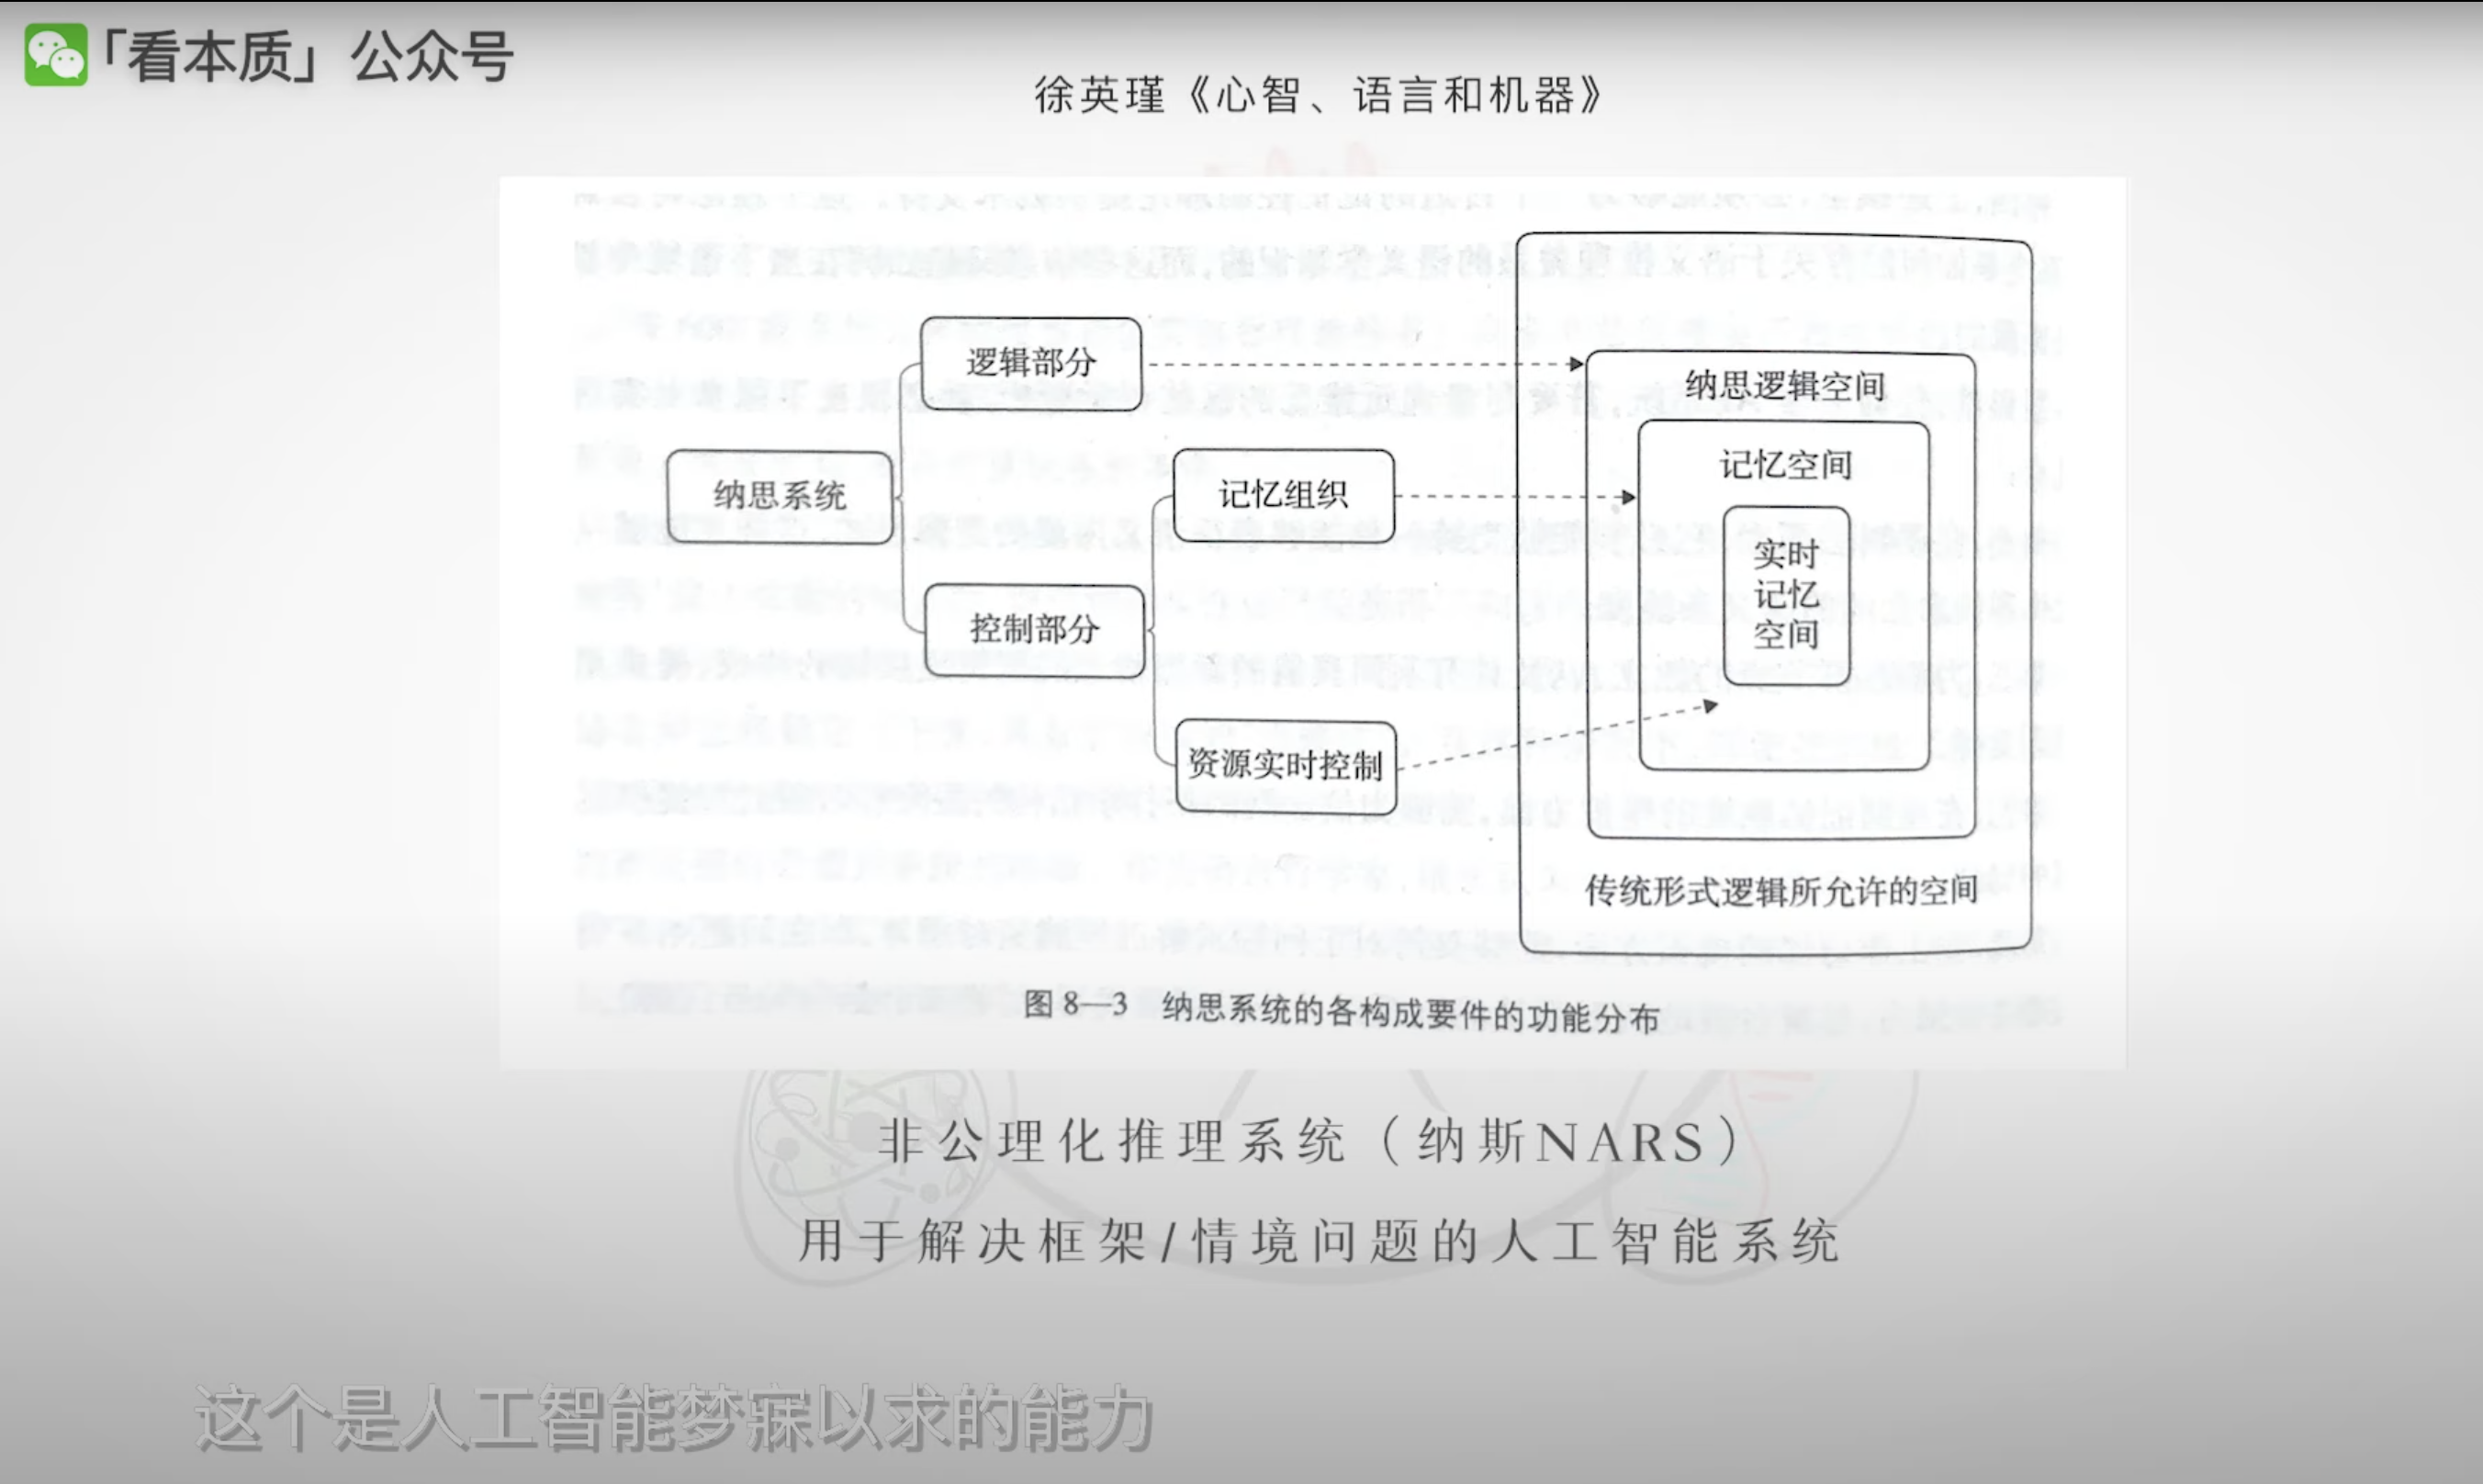 「看本质」公众号
徐英瑾《心智、语言和机器》
逻辑部分
纳思逻辑空间
记忆空间
纳思系统
记忆组织
实时
记忆
空间
控制部分
资源实时控制
传统形式逻辑所允许的空间
图 8—3 纳思系统的各构成要件的功能分布
非公理化推理系统（纳斯NARS）
用于解决框架/情境问题的人工智能系统
这个是人工智能梦寐以求的能力